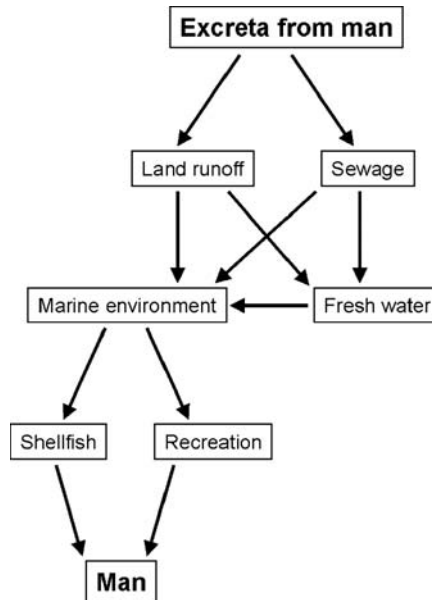 Excreta from man
Land runoff
Sewage
Marine environment
Fresh water
Shellfish
Recreation
Man